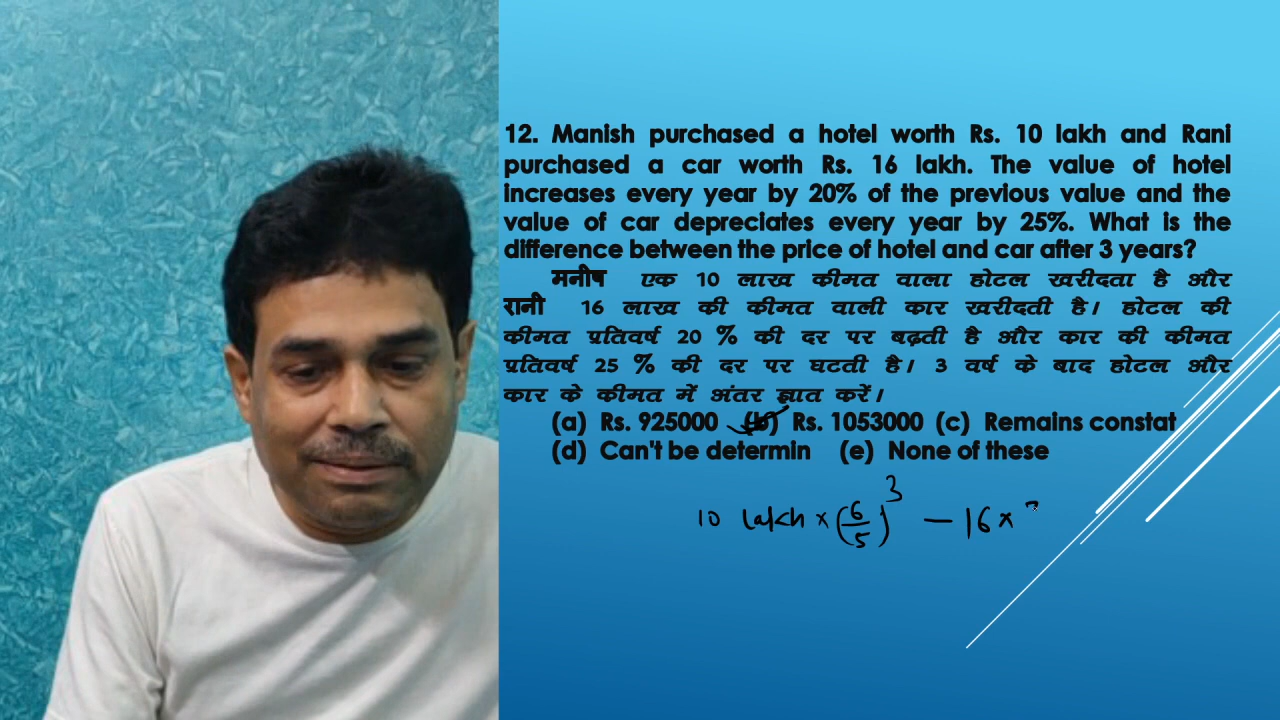 12. Manish purchased a hotel worth Rs. 10 lakh and Rani
purchased a car worth Rs. 16 lakh. The value of hotel
increases every year by 20% of the previous value and the
value of car depreciates every year by 25%. What is the
difference between the price of hotel and car after 3 years?
मनीष एक 10 लाख कीमत वाला होटल खरीदता है और
रानी 16 लाख की कीमत वाली कार खरीदती है। होटल की
कीमत प्रतिवर्ष 20 % की दर पर बढ़ती है और कार की कीमत
प्रतिवर्ष 25 % की दर पर घटती है। 3 वर्ष के बाद होटल और
कार के कीमत में अंतर ज्ञात करें।
(a) Rs. 925000 (b) Rs. 1053000 (c) Remains constat
(d) Can't be determin (e) None of these
10 lakh × (6/5)³ – 16 ×